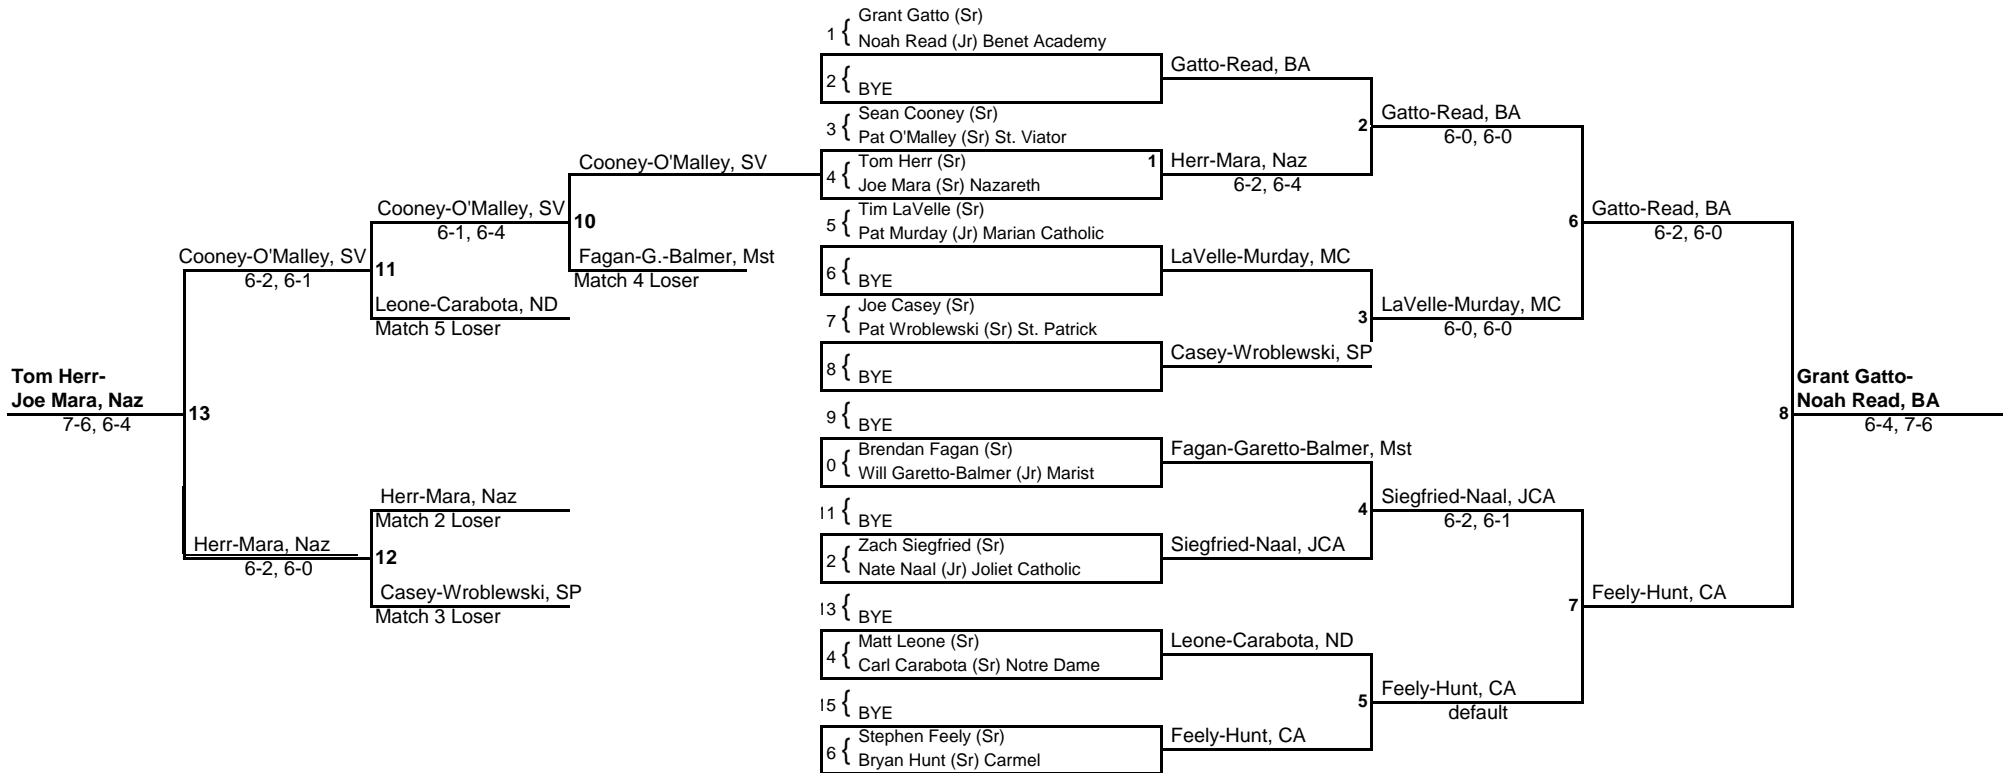 Grant Gatto (Sr)
1 {
Noah Read (Jr) Benet Academy
Gatto-Read, BA
2 {
BYE
Sean Cooney (Sr)
3 {
Pat O'Malley (Sr) St. Viator
2
Gatto-Read, BA
6-0, 6-0
Cooney-O'Malley, SV
Tom Herr (Sr)
4 {
Joe Mara (Sr) Nazareth
1
Herr-Mara, Naz
6-2, 6-4
Cooney-O'Malley, SV
6-1, 6-4
10
Tim LaVelle (Sr)
5 {
Pat Murday (Jr) Marian Catholic
6
Gatto-Read, BA
6-2, 6-0
Cooney-O'Malley, SV
6-2, 6-1
11
Fagan-G.-Balmer, Mst
Match 4 Loser
6 {
BYE
LaVelle-Murday, MC
Leone-Carabota, ND
Match 5 Loser
Joe Casey (Sr)
7 {
Pat Wroblewski (Sr) St. Patrick
3
LaVelle-Murday, MC
6-0, 6-0
8 {
BYE
Casey-Wroblewski, SP
Tom Herr-
Joe Mara, Naz
7-6, 6-4
13
9 {
BYE
8
Grant Gatto-
Noah Read, BA
6-4, 7-6
Brendan Fagan (Sr)
0 {
Will Garetto-Balmer (Jr) Marist
Fagan-Garetto-Balmer, Mst
Herr-Mara, Naz
Match 2 Loser
11 {
BYE
4
Siegfried-Naal, JCA
6-2, 6-1
Herr-Mara, Naz
6-2, 6-0
12
Zach Siegfried (Sr)
2 {
Nate Naal (Jr) Joliet Catholic
Siegfried-Naal, JCA
Casey-Wroblewski, SP
Match 3 Loser
13 {
BYE
7
Feely-Hunt, CA
Matt Leone (Sr)
4 {
Carl Carabota (Sr) Notre Dame
Leone-Carabota, ND
15 {
BYE
5
Feely-Hunt, CA
default
Stephen Feely (Sr)
6 {
Bryan Hunt (Sr) Carmel
Feely-Hunt, CA